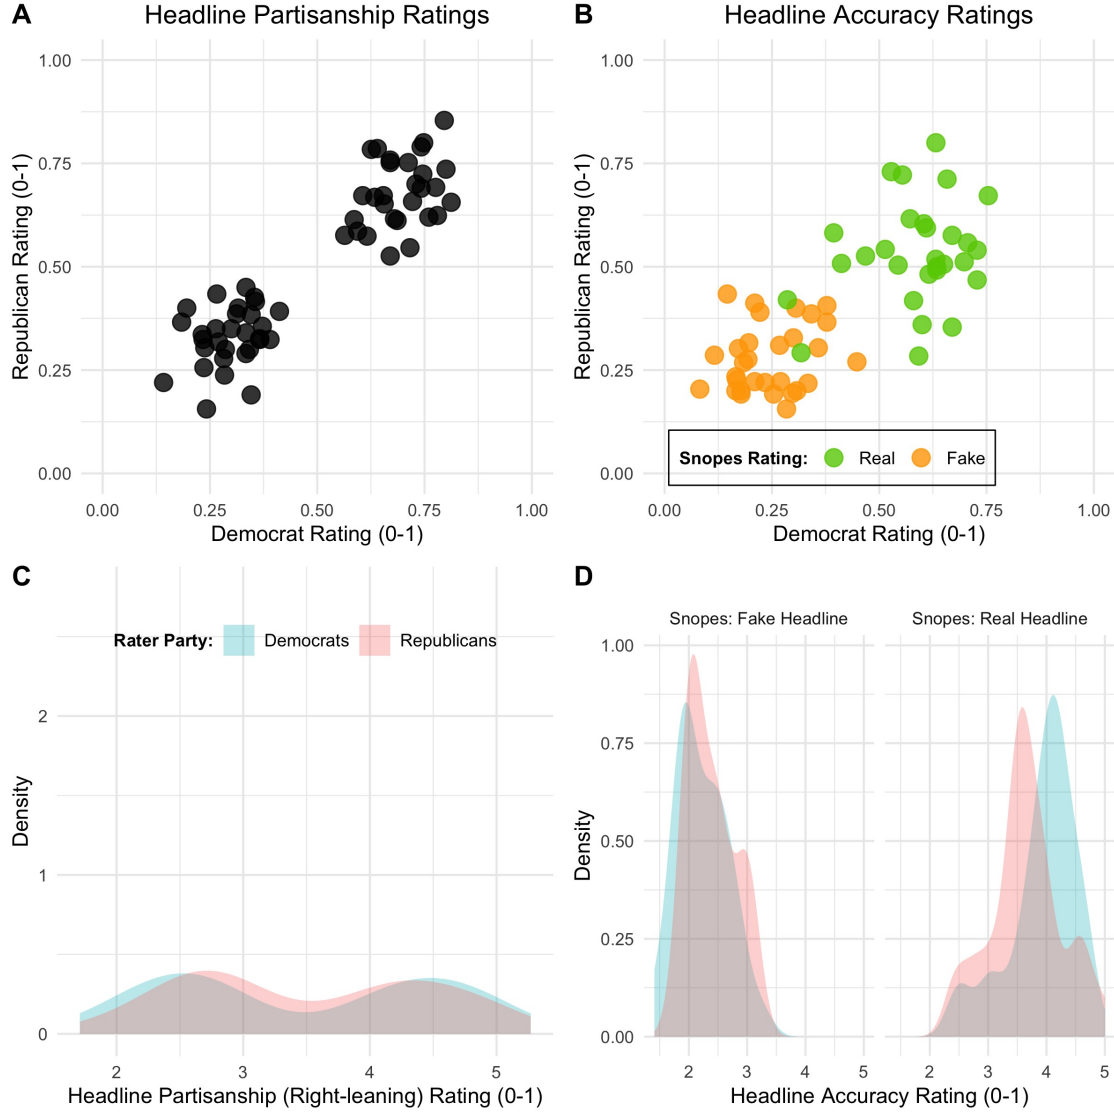 A
Headline Partisanship Ratings
1.00
0.75
0.50
0.25
0.00
Republican Rating (0-1)
0.00 0.25 0.50 0.75 1.00
Democrat Rating (0-1)
B
Headline Accuracy Ratings
1.00
0.75
0.50
0.25
0.00
Republican Rating (0-1)
Snopes Rating: Real Fake
0.00 0.25 0.50 0.75 1.00
Democrat Rating (0-1)
C
Rater Party: Democrats Republicans
2
1
0
Density
2 3 4 5
Headline Partisanship (Right-leaning) Rating (0-1)
D
Snopes: Fake Headline Snopes: Real Headline
1.00
0.75
0.50
0.25
0.00
Density
2 3 4 5 2 3 4 5
Headline Accuracy Rating (0-1)